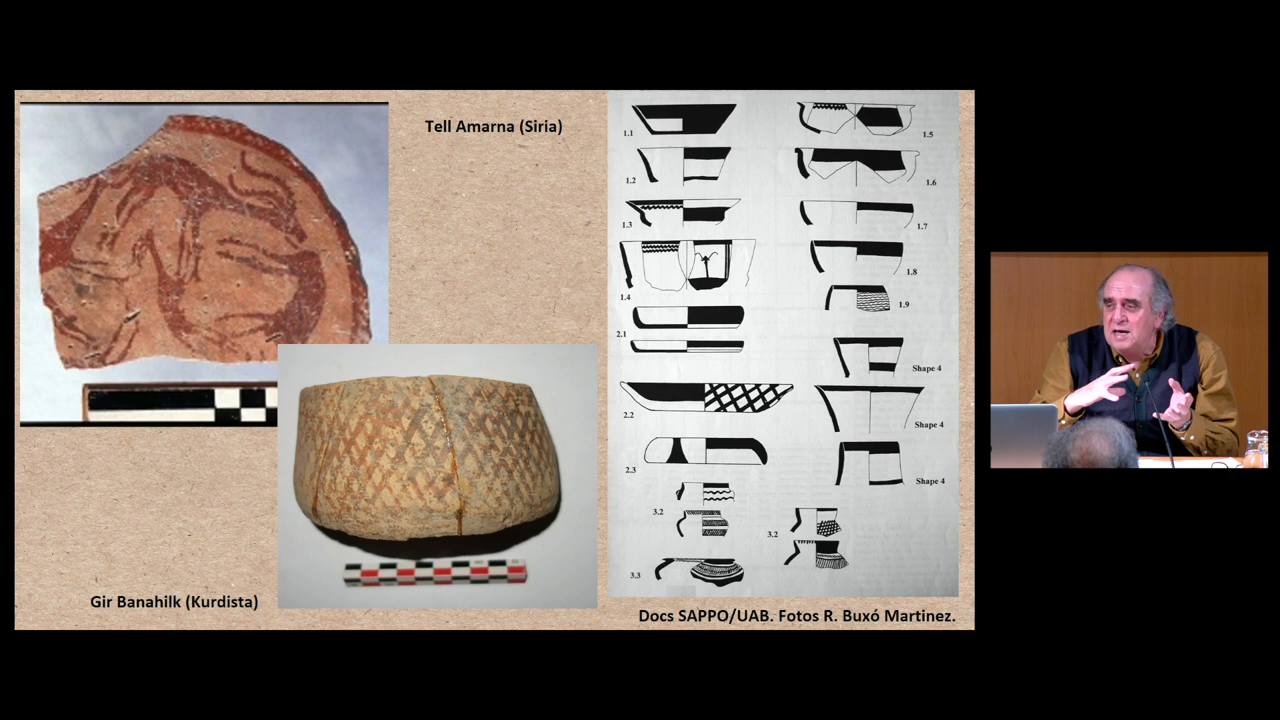 Tell Amarna (Siria)
Gir Banahilk (Kurdista)
1.1
1.2
1.3
1.4
2.1
2.2
2.3
3.2
3.3
1.5
1.6
1.7
1.8
1.9
Shape 4
Shape 4
Shape 4
3.2
Docs SAPPO/UAB. Fotos R. Buxó Martinez.